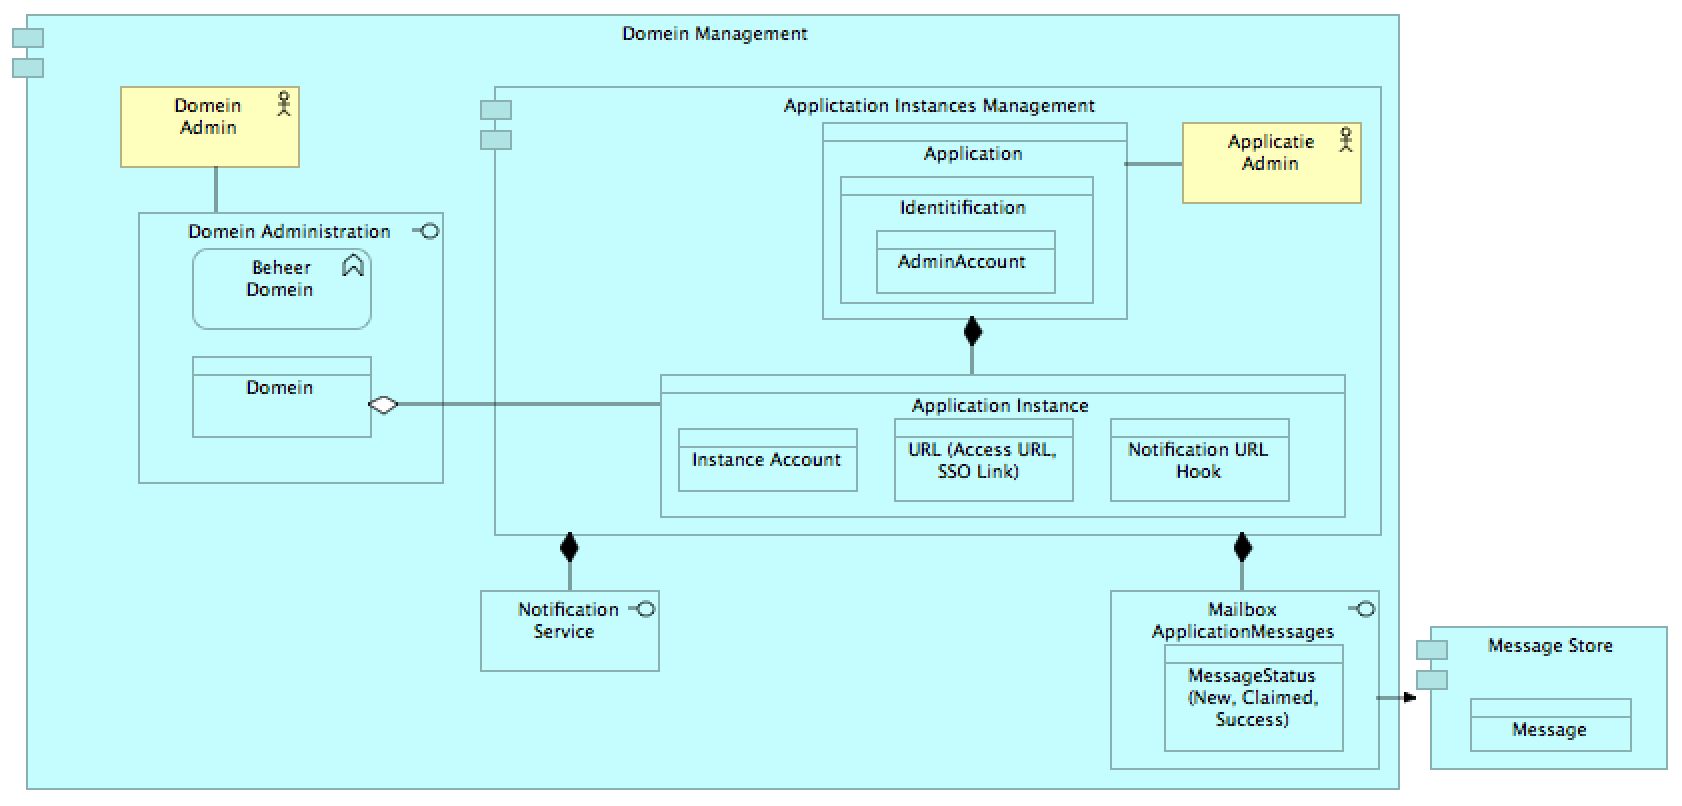 Domein Management
Domein
Admin
Applictation Instances Management
Application
Applicatie
Admin
Identitification
AdminAccount
Domein Administration
Beheer
Domein
Domein
Application Instance
Instance Account
URL (Access URL,
SSO Link)
Notification URL
Hook
Notification
Service
Mailbox
ApplicationMessages
MessageStatus
(New, Claimed,
Success)
Message Store
Message